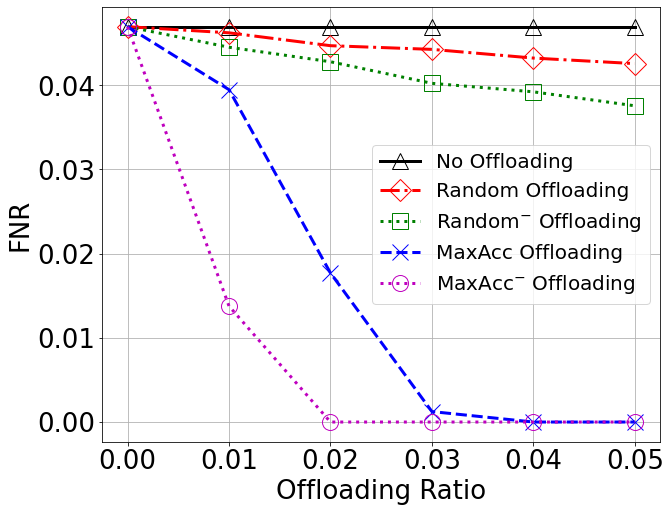 FNR
0.04
0.03
0.02
0.01
0.00
No Offloading
Random Offloading
Random⁻ Offloading
MaxAcc Offloading
MaxAcc⁻ Offloading
0.00 0.01 0.02 0.03 0.04 0.05
Offloading Ratio